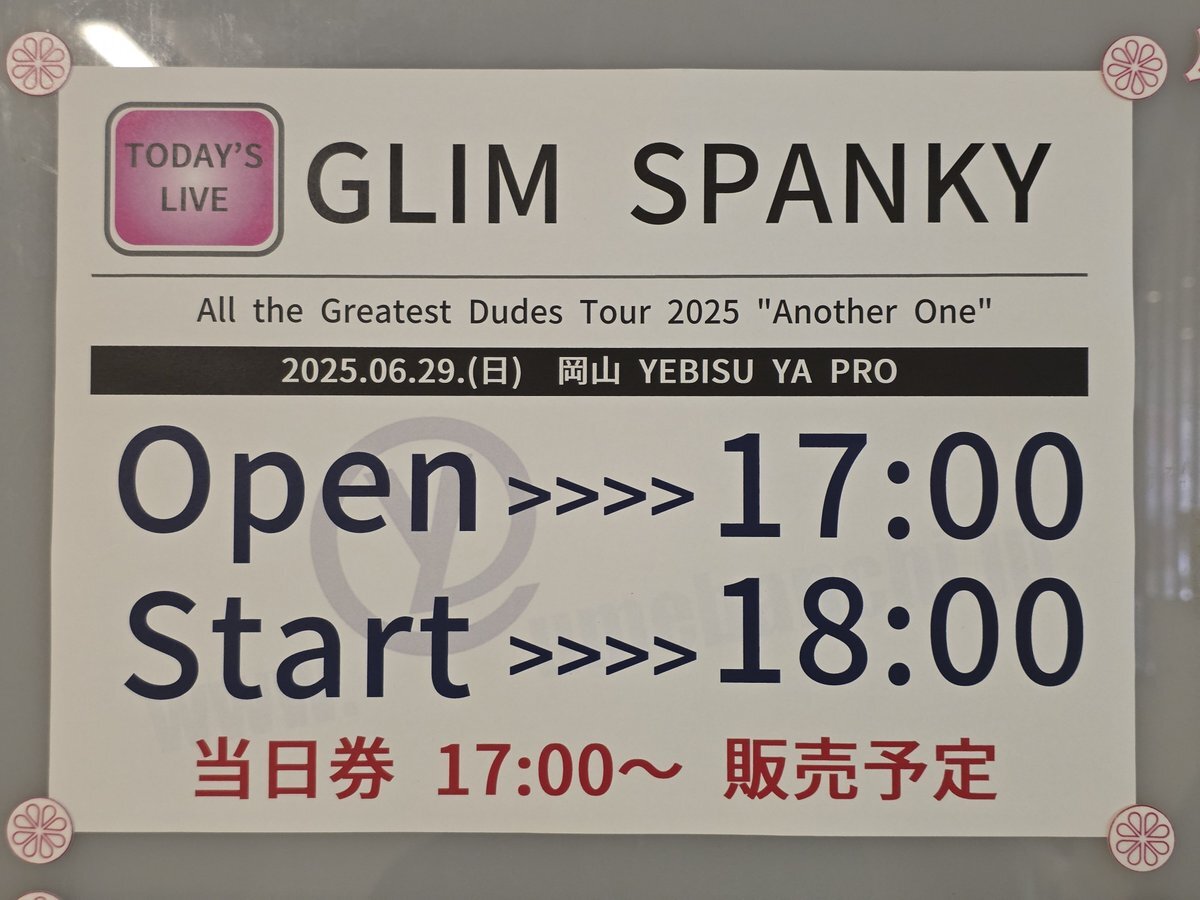 TODAY'S
LIVE
GLIM SPANKY
All the Greatest Dudes Tour 2025 "Another One"
2025.06.29.(日) 岡山 YEBISU YA PRO
Open >>>> 17:00
Start >>>> 18:00
当日券 17:00～ 販売予定